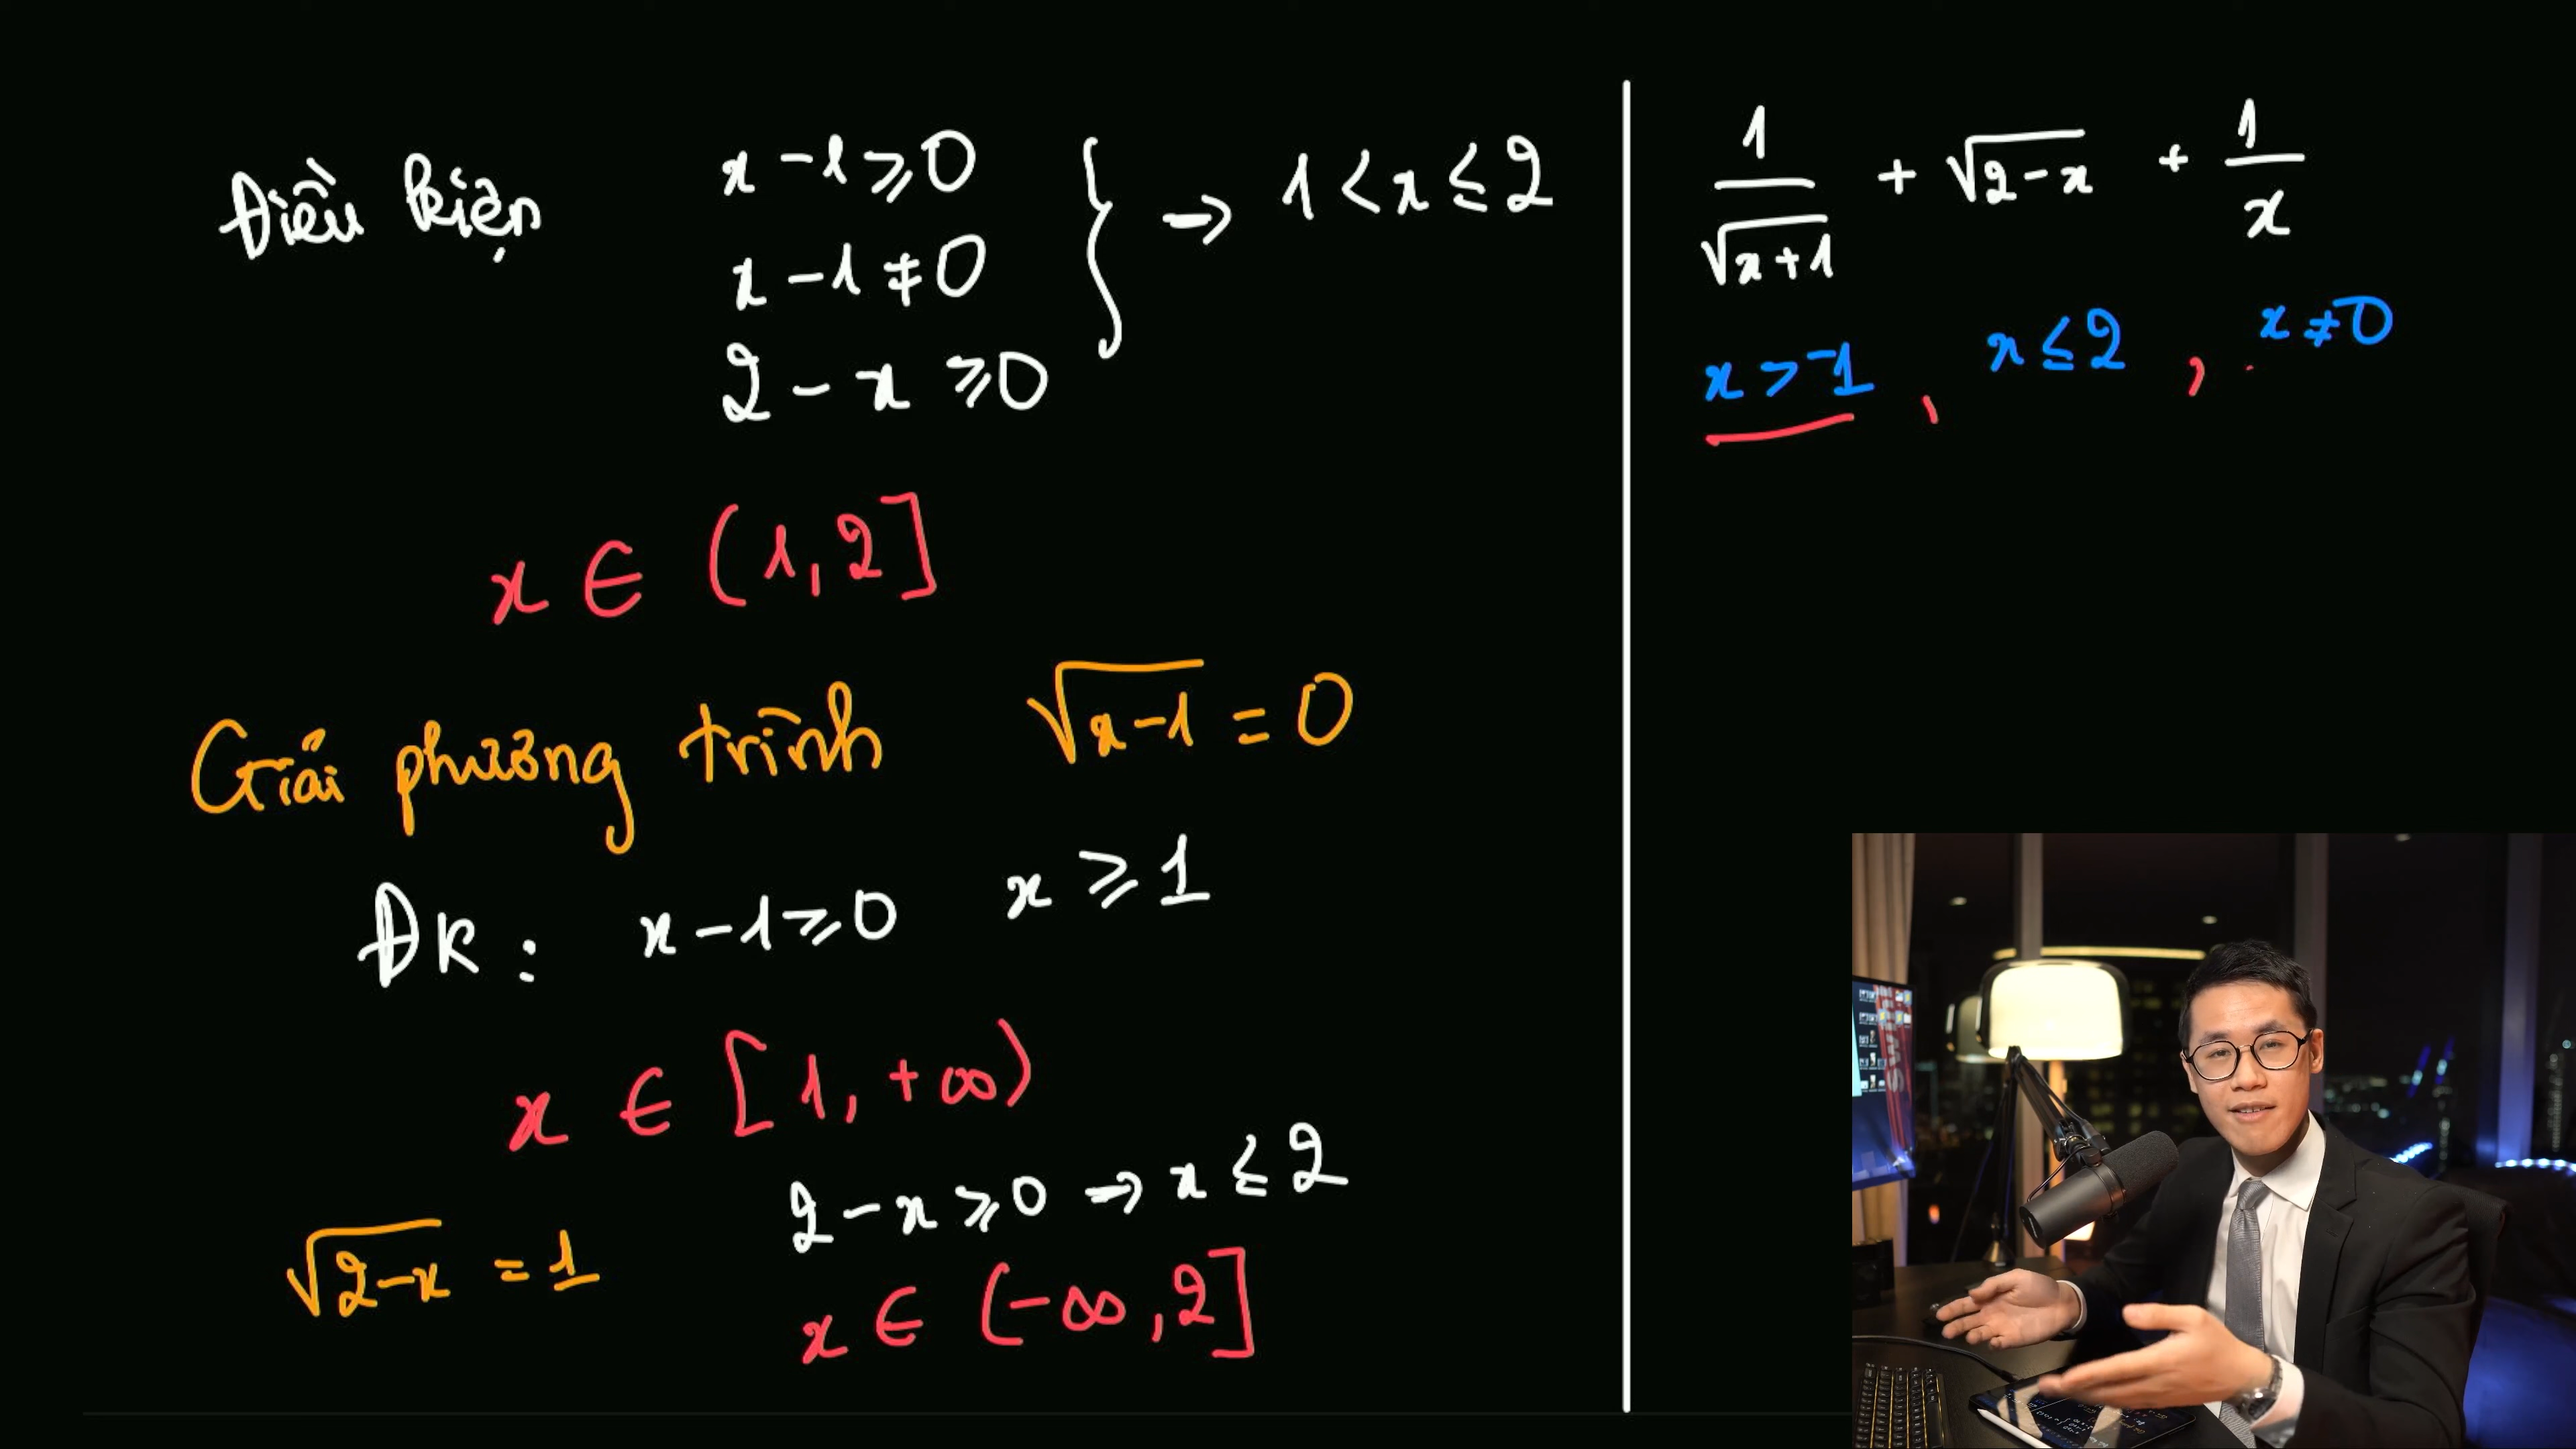 Điều kiện
x - 1 ⩾ 0
x - 1 ≠ 0
2 - x ⩾ 0
} → 1 < x ≤ 2
x ∈ (1, 2]
Giải phương trình √(x-1) = 0
ĐK: x - 1 ⩾ 0 x ≥ 1
x ∈ [1, +∞)
√(2-x) = 1
2 - x ⩾ 0 → x ≤ 2
x ∈ (-∞, 2]
1/√(x+1) + √(2-x) + 1/x
x > -1, x ≤ 2, x ≠ 0